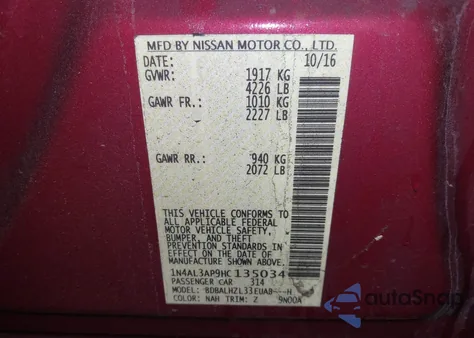 MFD BY NISSAN MOTOR CO., LTD.
DATE: 10/16
GVWR: 1917 KG
4226 LB
GAWR FR.: 1010 KG
2227 LB
GAWR RR.: 940 KG
2072 LB
THIS VEHICLE CONFORMS TO
ALL APPLICABLE FEDERAL
MOTOR VEHICLE SAFETY,
BUMPER, AND THEFT
PREVENTION STANDARDS IN
EFFECT ON THE DATE OF
MANUFACTURE SHOWN ABOVE.
1N4AL3AP9HC135034
PASSENGER CAR 314
MODEL: BDBALHZL33EUAB---H
COLOR: NAH TRIM: Z 9N00A
autoSnap